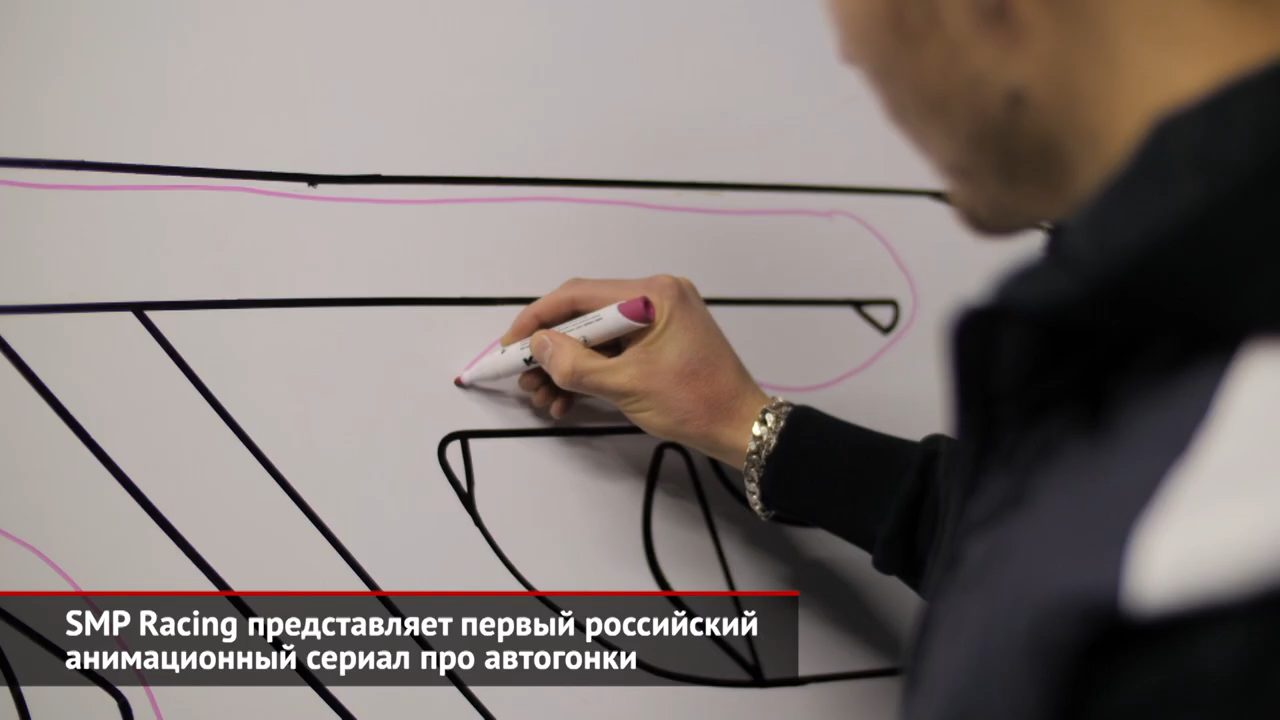 SMP Racing представляет первый российский
анимационный сериал про автогонки